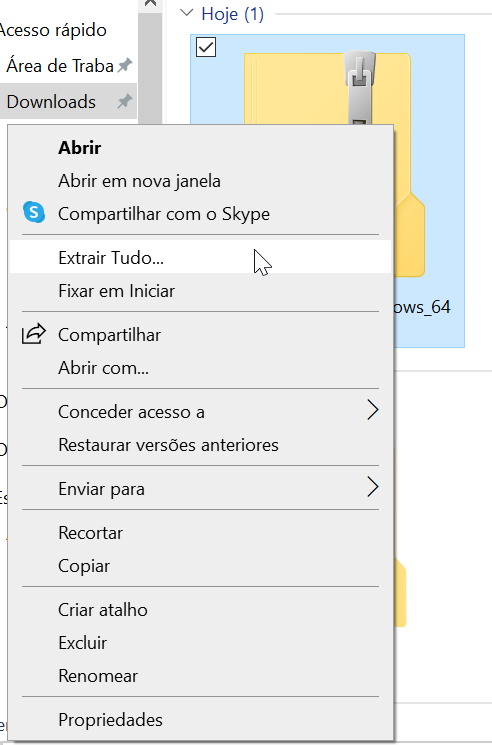 Hoje (1)
Acesso rápido
Área de Traba
Downloads
Abrir
Abrir em nova janela
Compartilhar com o Skype
Extrair Tudo...
Fixar em Iniciar
ows_64
Compartilhar
Abrir com...
Conceder acesso a
Restaurar versões anteriores
Enviar para
Recortar
Copiar
Criar atalho
Excluir
Renomear
Propriedades